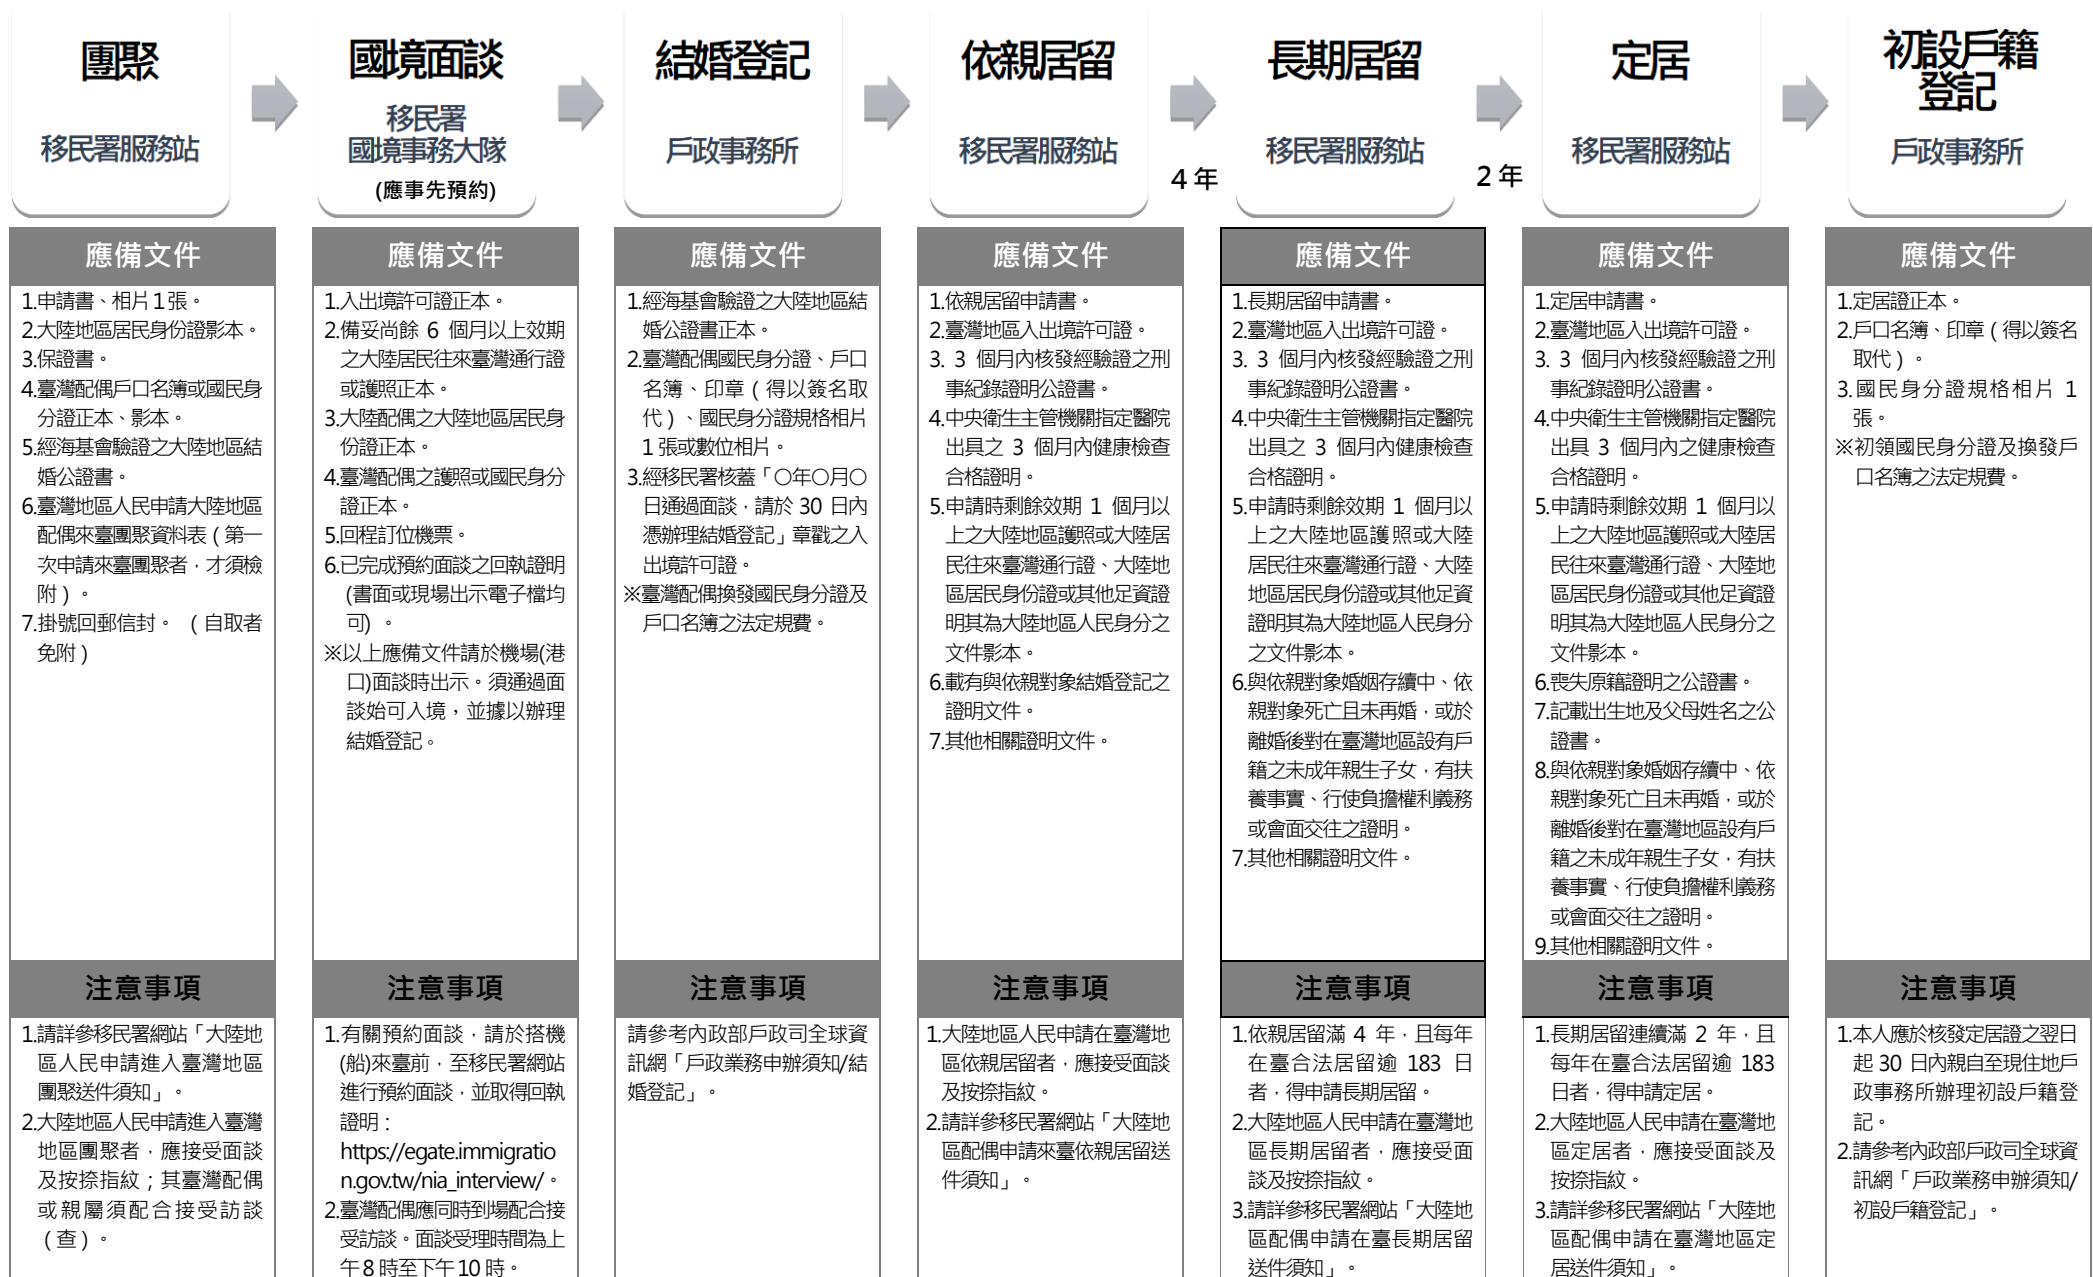 團聚
移民署服務站
國境面談
移民署
國境事務大隊
(應事先預約)
結婚登記
戶政事務所
依親居留
移民署服務站
4 年
長期居留
移民署服務站
2 年
定居
移民署服務站
初設戶籍
登記
戶政事務所
應備文件
1.申請書、相片1張。
2.大陸地區居民身份證影本。
3.保證書。
4.臺灣配偶戶口名簿或國民身
分證正本、影本。
5.經海基會驗證之大陸地區結
婚公證書。
6.臺灣地區人民申請大陸地區
配偶來臺團聚資料表（第一
次申請來臺團聚者，才須檢
附）。
7.掛號回郵信封。（自取者
免附）
注意事項
1.請詳參移民署網站「大陸地
區人民申請進入臺灣地區
團聚送件須知」。
2.大陸地區人民申請進入臺灣
地區團聚者，應接受面談
及按捺指紋；其臺灣配偶
或親屬須配合接受訪談
（查）。
應備文件
1.入出境許可證正本。
2.備妥尚餘 6 個月以上效期
之大陸居民往來臺灣通行證
或護照正本。
3.大陸配偶之大陸地區居民身
份證正本。
4.臺灣配偶之護照或國民身分
證正本。
5.回程訂位機票。
6.已完成預約面談之回執證明
(書面或現場出示電子檔均
可) 。
※以上應備文件請於機場(港
口)面談時出示。須通過面
談始可入境，並據以辦理
結婚登記。
注意事項
1.有關預約面談，請於搭機
(船)來臺前，至移民署網站
進行預約面談，並取得回執
證明：
https://egate.immigratio
n.gov.tw/nia_interview/。
2.臺灣配偶應同時到場配合接
受訪談。面談受理時間為上
午8時至下午10時。
應備文件
1.經海基會驗證之大陸地區結
婚公證書正本。
2.臺灣配偶國民身分證、戶口
名簿、印章（得以簽名取
代）、國民身分證規格相片
1張或數位相片。
3.經移民署核蓋「○年○月○
日通過面談，請於 30 日內
憑辦理結婚登記」章戳之入
出境許可證。
※臺灣配偶換發國民身分證及
戶口名簿之法定規費。
注意事項
請參考內政部戶政司全球資
訊網「戶政業務申辦須知/結
婚登記」。
應備文件
1.依親居留申請書。
2.臺灣地區入出境許可證。
3. 3 個月內核發經驗證之刑
事紀錄證明公證書。
4.中央衛生主管機關指定醫院
出具之 3 個月內健康檢查
合格證明。
5.申請時剩餘效期 1 個月以
上之大陸地區護照或大陸居
民往來臺灣通行證、大陸地
區居民身份證或其他足資證
明其為大陸地區人民身分之
文件影本。
6.載有與依親對象結婚登記之
證明文件。
7.其他相關證明文件。
注意事項
1.大陸地區人民申請在臺灣地
區依親居留者，應接受面談
及按捺指紋。
2.請詳參移民署網站「大陸地
區配偶申請來臺依親居留送
件須知」。
應備文件
1.長期居留申請書。
2.臺灣地區入出境許可證。
3. 3 個月內核發經驗證之刑
事紀錄證明公證書。
4.中央衛生主管機關指定醫院
出具之 3 個月內健康檢查
合格證明。
5.申請時剩餘效期 1 個月以
上之大陸地區護照或大陸
居民往來臺灣通行證、大陸
地區居民身份證或其他足資
證明其為大陸地區人民身分
之文件影本。
6.與依親對象婚姻存續中、依
親對象死亡且未再婚，或於
離婚後對在臺灣地區設有戶
籍之未成年親生子女，有扶
養事實、行使負擔權利義務
或會面交往之證明。
7.其他相關證明文件。
注意事項
1.依親居留滿 4 年，且每年
在臺合法居留逾 183 日
者，得申請長期居留。
2.大陸地區人民申請在臺灣地
區長期居留者，應接受面
談及按捺指紋。
3.請詳參移民署網站「大陸地
區配偶申請在臺長期居留
送件須知」。
應備文件
1.定居申請書。
2.臺灣地區入出境許可證。
3. 3 個月內核發經驗證之刑
事紀錄證明公證書。
4.中央衛生主管機關指定醫院
出具 3 個月內之健康檢查
合格證明。
5.申請時剩餘效期 1 個月以
上之大陸地區護照或大陸居
民往來臺灣通行證、大陸地
區居民身份證或其他足資證
明其為大陸地區人民身分之
文件影本。
6.喪失原籍證明之公證書。
7.記載出生地及父母姓名之公
證書。
8.與依親對象婚姻存續中、依
親對象死亡且未再婚，或於
離婚後對在臺灣地區設有戶
籍之未成年親生子女，有扶
養事實、行使負擔權利義務
或會面交往之證明。
9.其他相關證明文件。
注意事項
1.長期居留連續滿 2 年，且
每年在臺合法居留逾 183
日者，得申請定居。
2.大陸地區人民申請在臺灣地
區定居者，應接受面談及
按捺指紋。
3.請詳參移民署網站「大陸地
區配偶申請在臺灣地區定
居送件須知」。
應備文件
1.定居證正本。
2.戶口名簿、印章（得以簽名
取代）。
3.國民身分證規格相片 1
張。
※初領國民身分證及換發戶
口名簿之法定規費。
注意事項
1.本人應於核發定居證之翌日
起 30 日內親自至現住地戶
政事務所辦理初設戶籍登
記。
2.請參考內政部戶政司全球資
訊網「戶政業務申辦須知/
初設戶籍登記」。